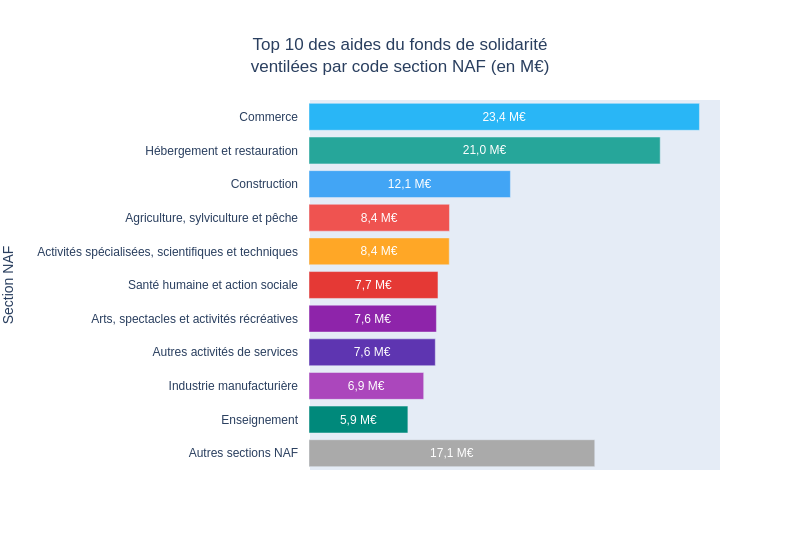 Top 10 des aides du fonds de solidarité
ventilées par code section NAF (en M€)
Section NAF
Commerce 23,4 M€
Hébergement et restauration 21,0 M€
Construction 12,1 M€
Agriculture, sylviculture et pêche 8,4 M€
Activités spécialisées, scientifiques et techniques 8,4 M€
Santé humaine et action sociale 7,7 M€
Arts, spectacles et activités récréatives 7,6 M€
Autres activités de services 7,6 M€
Industrie manufacturière 6,9 M€
Enseignement 5,9 M€
Autres sections NAF 17,1 M€